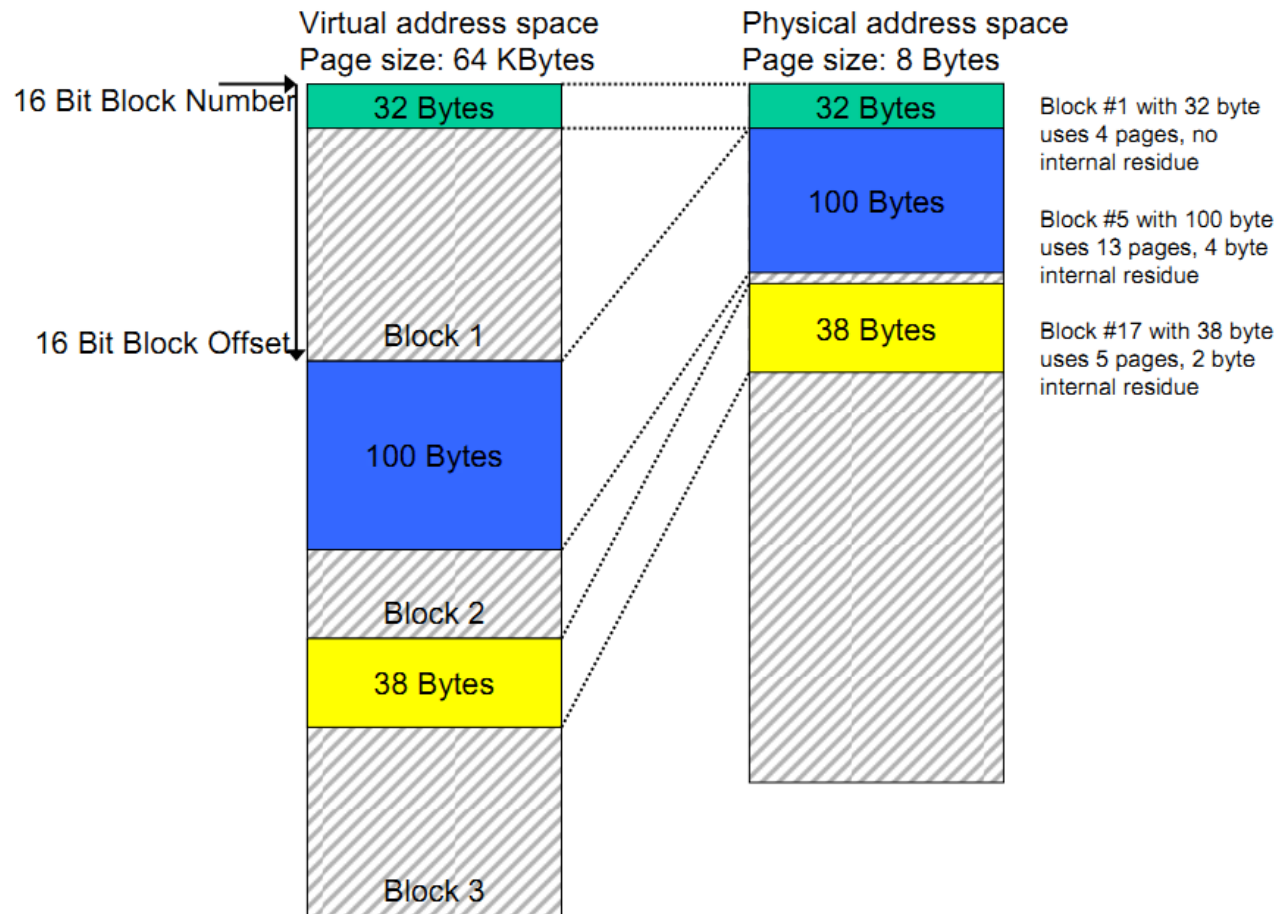 Virtual address space
Page size: 64 KBytes
Physical address space
Page size: 8 Bytes
16 Bit Block Number
32 Bytes
32 Bytes
Block #1 with 32 byte
uses 4 pages, no
internal residue
100 Bytes
Block #5 with 100 byte
uses 13 pages, 4 byte
internal residue
16 Bit Block Offset
Block 1
38 Bytes
Block #17 with 38 byte
uses 5 pages, 2 byte
internal residue
100 Bytes
Block 2
38 Bytes
Block 3